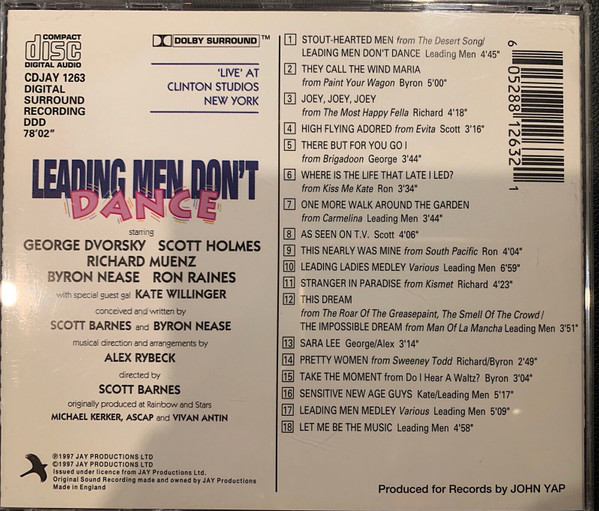 COMPACT
disc
DIGITAL AUDIO
DOLBY SURROUND™
CDJAY 1263
DIGITAL
SURROUND
RECORDING
DDD
78'02"
'LIVE' AT
CLINTON STUDIOS
NEW YORK
LEADING MEN DON'T
DANCE
starring
GEORGE DVORSKY SCOTT HOLMES
RICHARD MUENZ
BYRON NEASE RON RAINES
with special guest gal KATE WILLINGER
conceived and written by
SCOTT BARNES and BYRON NEASE
musical direction and arrangements by
ALEX RYBECK
directed by
SCOTT BARNES
originally produced at Rainbow and Stars
MICHAEL KERKER, ASCAP and VIVAN ANTIN
℗1997 JAY PRODUCTIONS LTD
©1997 JAY PRODUCTIONS LTD
Issued under licence from JAY Productions Ltd.
Original Sound Recording made and owned by JAY Productions
Made in England
1 STOUT-HEARTED MEN from The Desert Song/
LEADING MEN DON'T DANCE Leading Men 4'45"
2 THEY CALL THE WIND MARIA
from Paint Your Wagon Byron 5'00"
3 JOEY, JOEY, JOEY
from The Most Happy Fella Richard 4'18"
4 HIGH FLYING ADORED from Evita Scott 3'16"
5 THERE BUT FOR YOU GO I
from Brigadoon George 3'44"
6 WHERE IS THE LIFE THAT LATE I LED?
from Kiss Me Kate Ron 3'34"
7 ONE MORE WALK AROUND THE GARDEN
from Carmelina Leading Men 3'44"
8 AS SEEN ON T.V. Scott 4'06"
9 THIS NEARLY WAS MINE from South Pacific Ron 4'04"
10 LEADING LADIES MEDLEY Various Leading Men 6'59"
11 STRANGER IN PARADISE from Kismet Richard 4'23"
12 THIS DREAM
from The Roar Of The Greasepaint, The Smell Of The Crowd/
THE IMPOSSIBLE DREAM from Man Of La Mancha Leading Men 3'51"
13 SARA LEE George/Alex 3'14"
14 PRETTY WOMEN from Sweeney Todd Richard/Byron 2'49"
15 TAKE THE MOMENT from Do I Hear A Waltz? Byron 3'04"
16 SENSITIVE NEW AGE GUYS Kate/Leading Men 5'17"
17 LEADING MEN MEDLEY Various Leading Men 5'09"
18 LET ME BE THE MUSIC Leading Men 4'58"
6 05288 12632 1
Produced for Records by JOHN YAP